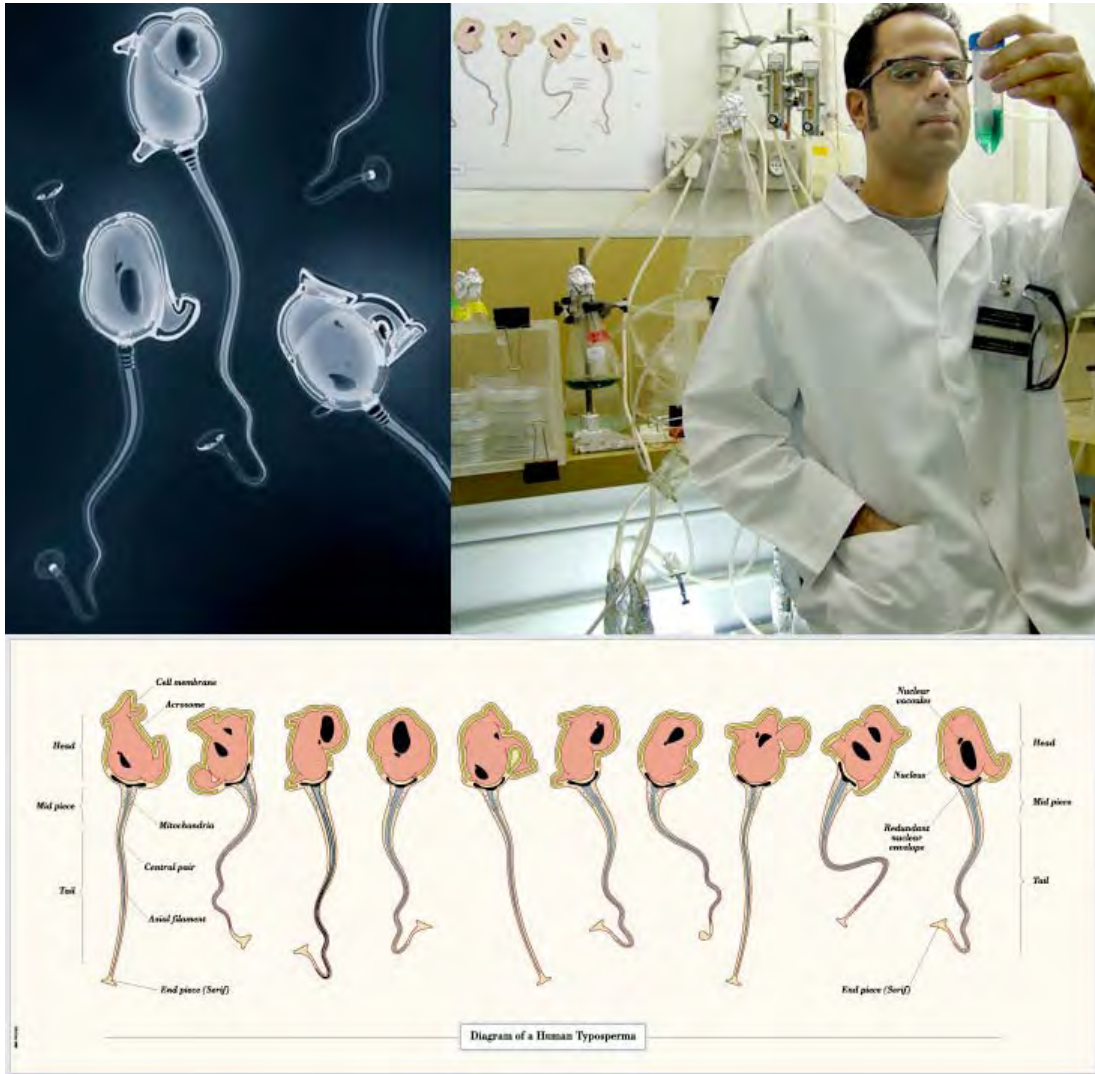 Cell membrane
Acrosome
Head
Mid piece
Mitochondria
Central pair
Tail
Axial filament
End piece (Serif)
Nuclear
vacuoles
Head
Nucleus
Mid piece
Redundant
nuclear
envelope
Tail
End piece (Serif)
Diagram of a Human Typosperma